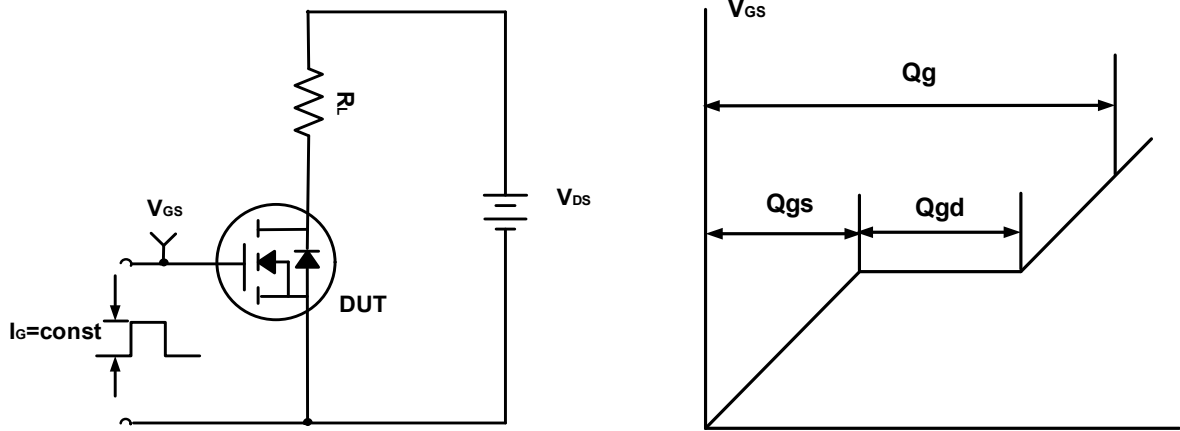 RL
VDS
VGS
DUT
IG=const
VGS
Qg
Qgs
Qgd